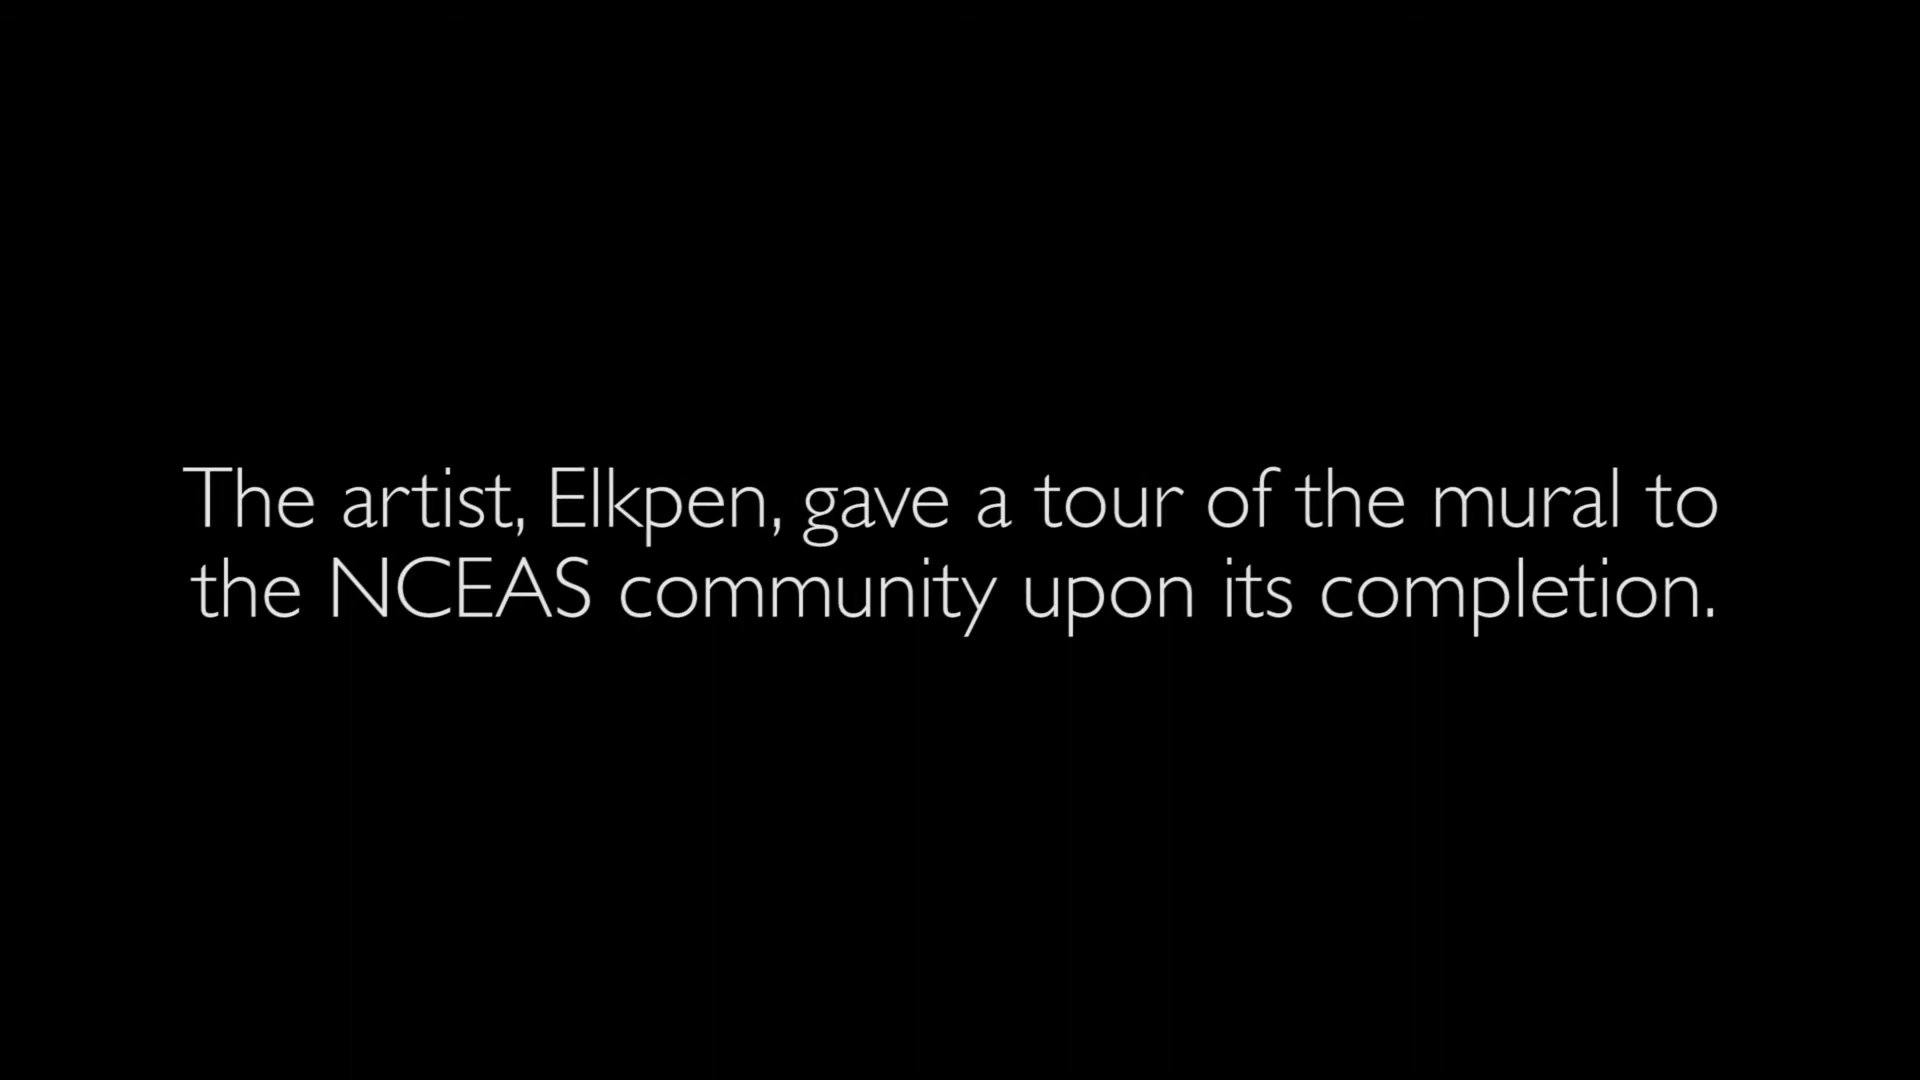 The artist, Elkpen, gave a tour of the mural to
the NCEAS community upon its completion.